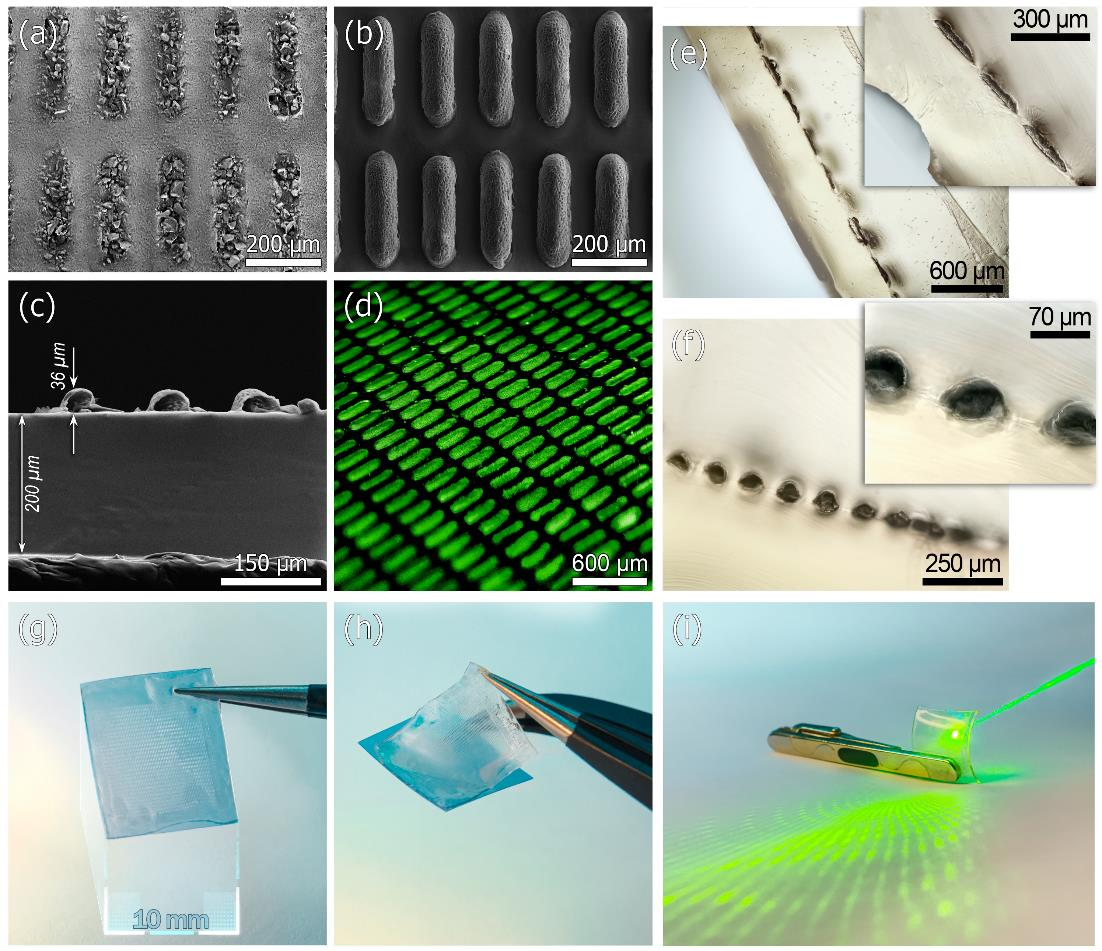 (a)
200 µm
(b)
200 µm
(e)
300 µm
600 µm
(c)
36 µm
200 µm
150 µm
(d)
600 µm
(f)
70 µm
250 µm
(g)
10 mm
(h)
(i)